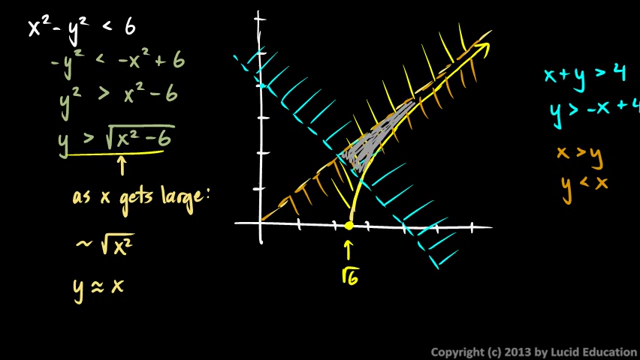 x² - y² < 6
-y² < -x² + 6
y² > x² - 6
y > √(x² - 6)
as x gets large:
~ √x²
y ≈ x
√6
x + y > 4
y > -x + 4
x > y
y < x
Copyright (c) 2013 by Lucid Education